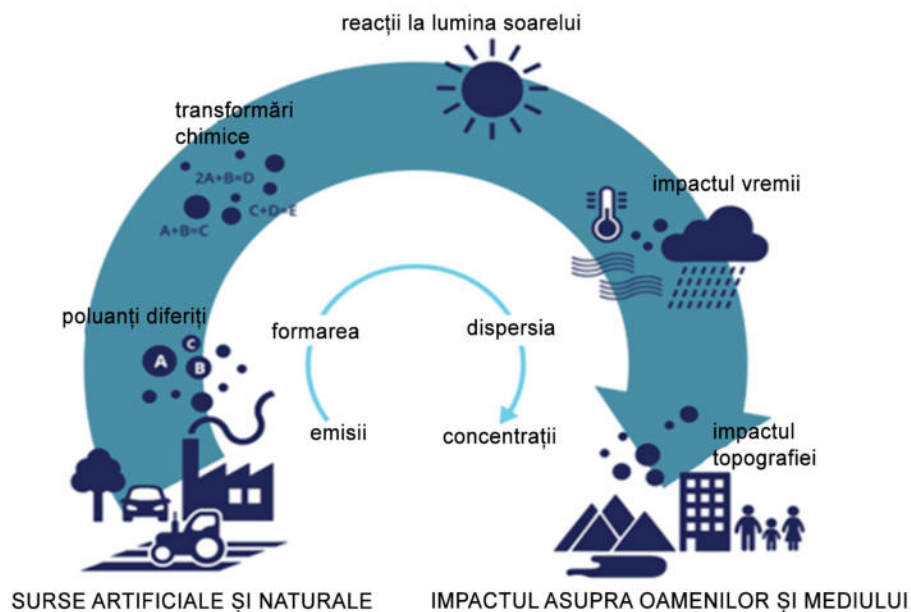 reacții la lumina soarelui
transformări
chimice
2A+B=D
C+D=E
A+B=C
impactul vremii
poluanți diferiți
A
C
B
formarea
dispersia
emisii
concentrații
impactul
topografiei
SURSE ARTIFICIALE ȘI NATURALE
IMPACTUL ASUPRA OAMENILOR ȘI MEDIULUI